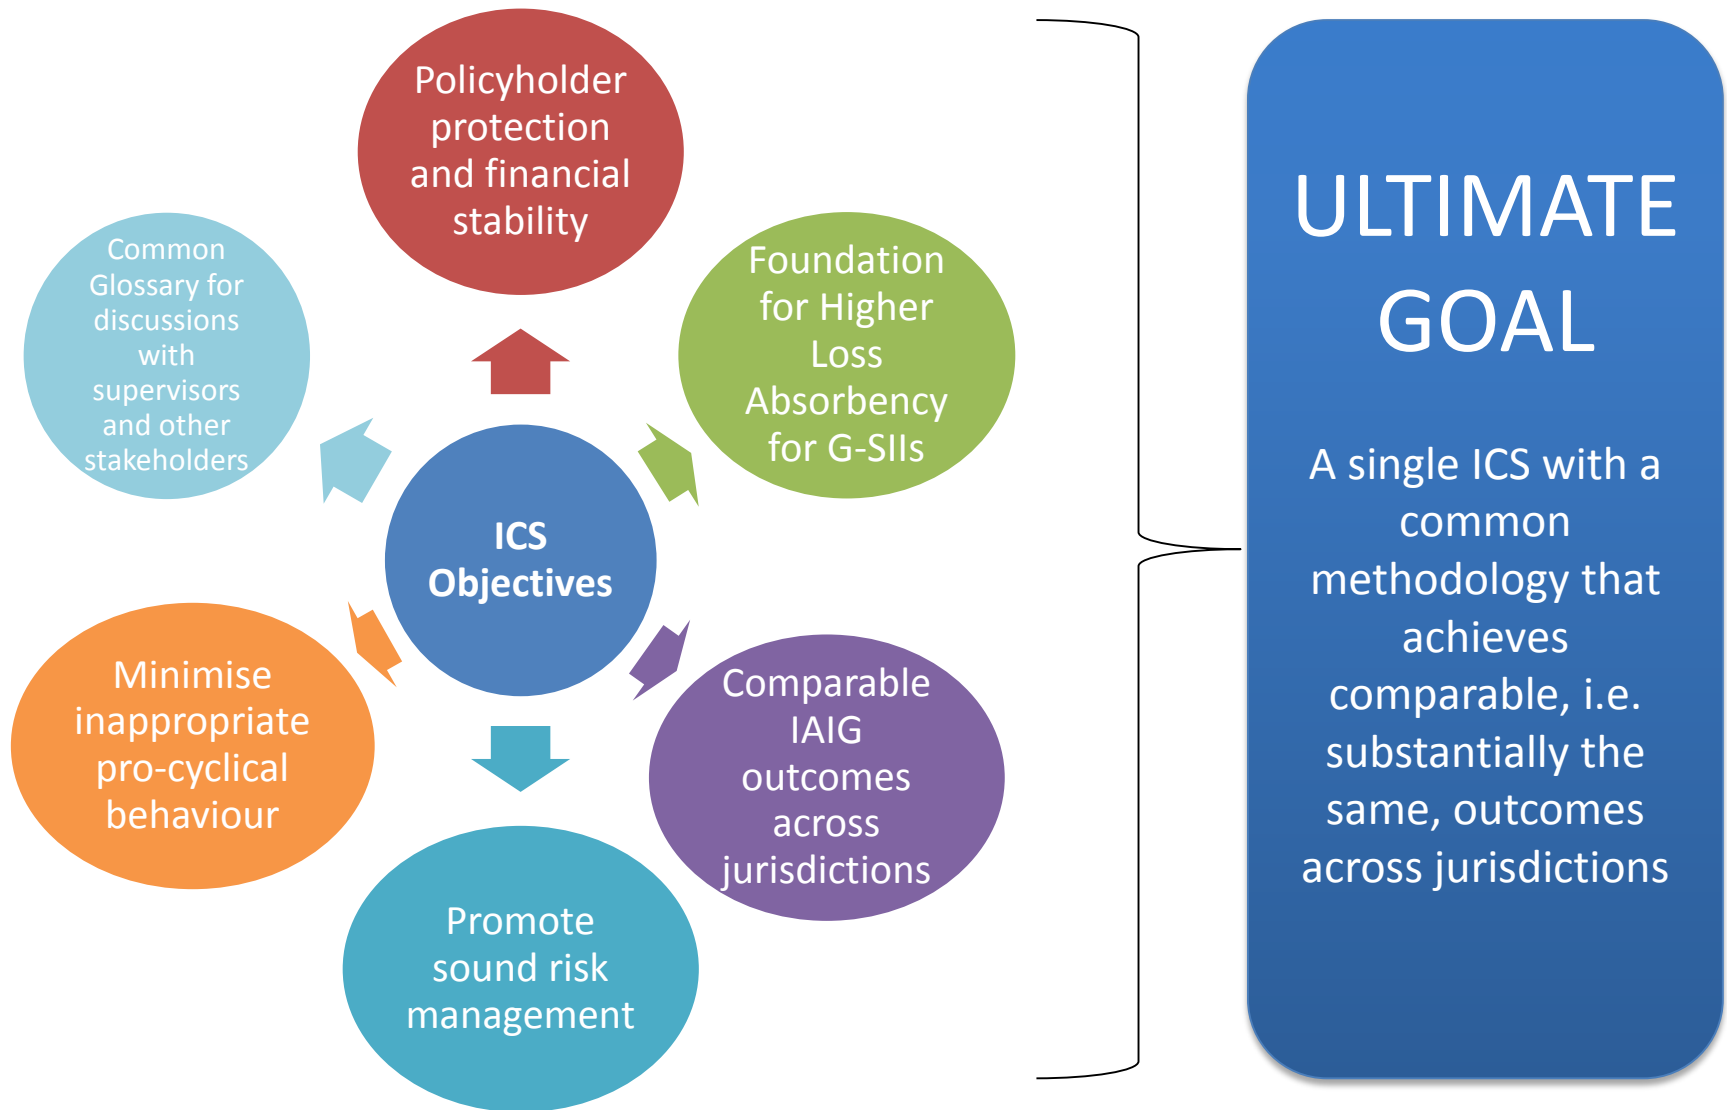 Policyholder
protection
and financial
stability
Common
Glossary for
discussions
with
supervisors
and other
stakeholders
Foundation
for Higher
Loss
Absorbency
for G-SIIs
ICS
Objectives
Minimise
inappropriate
pro-cyclical
behaviour
Comparable
IAIG
outcomes
across
jurisdictions
Promote
sound risk
management
ULTIMATE
GOAL
A single ICS with a
common
methodology that
achieves
comparable, i.e.
substantially the
same, outcomes
across jurisdictions